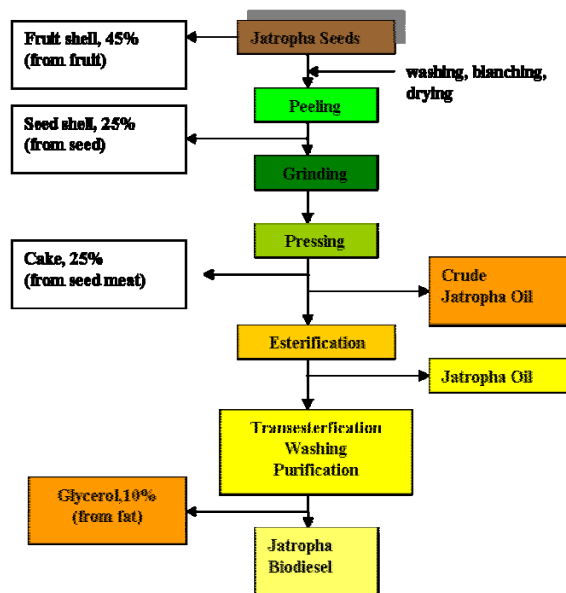 Fruit shell, 45%
(from fruit)
Jatropha Seeds
washing, blanching,
drying
Peeling
Seed shell, 25%
(from seed)
Grinding
Pressing
Cake, 25%
(from seed meat)
Crude
Jatropha Oil
Esterification
Jatropha Oil
Transesterfication
Washing
Purification
Glycerol,10%
(from fat)
Jatropha
Biodiesel